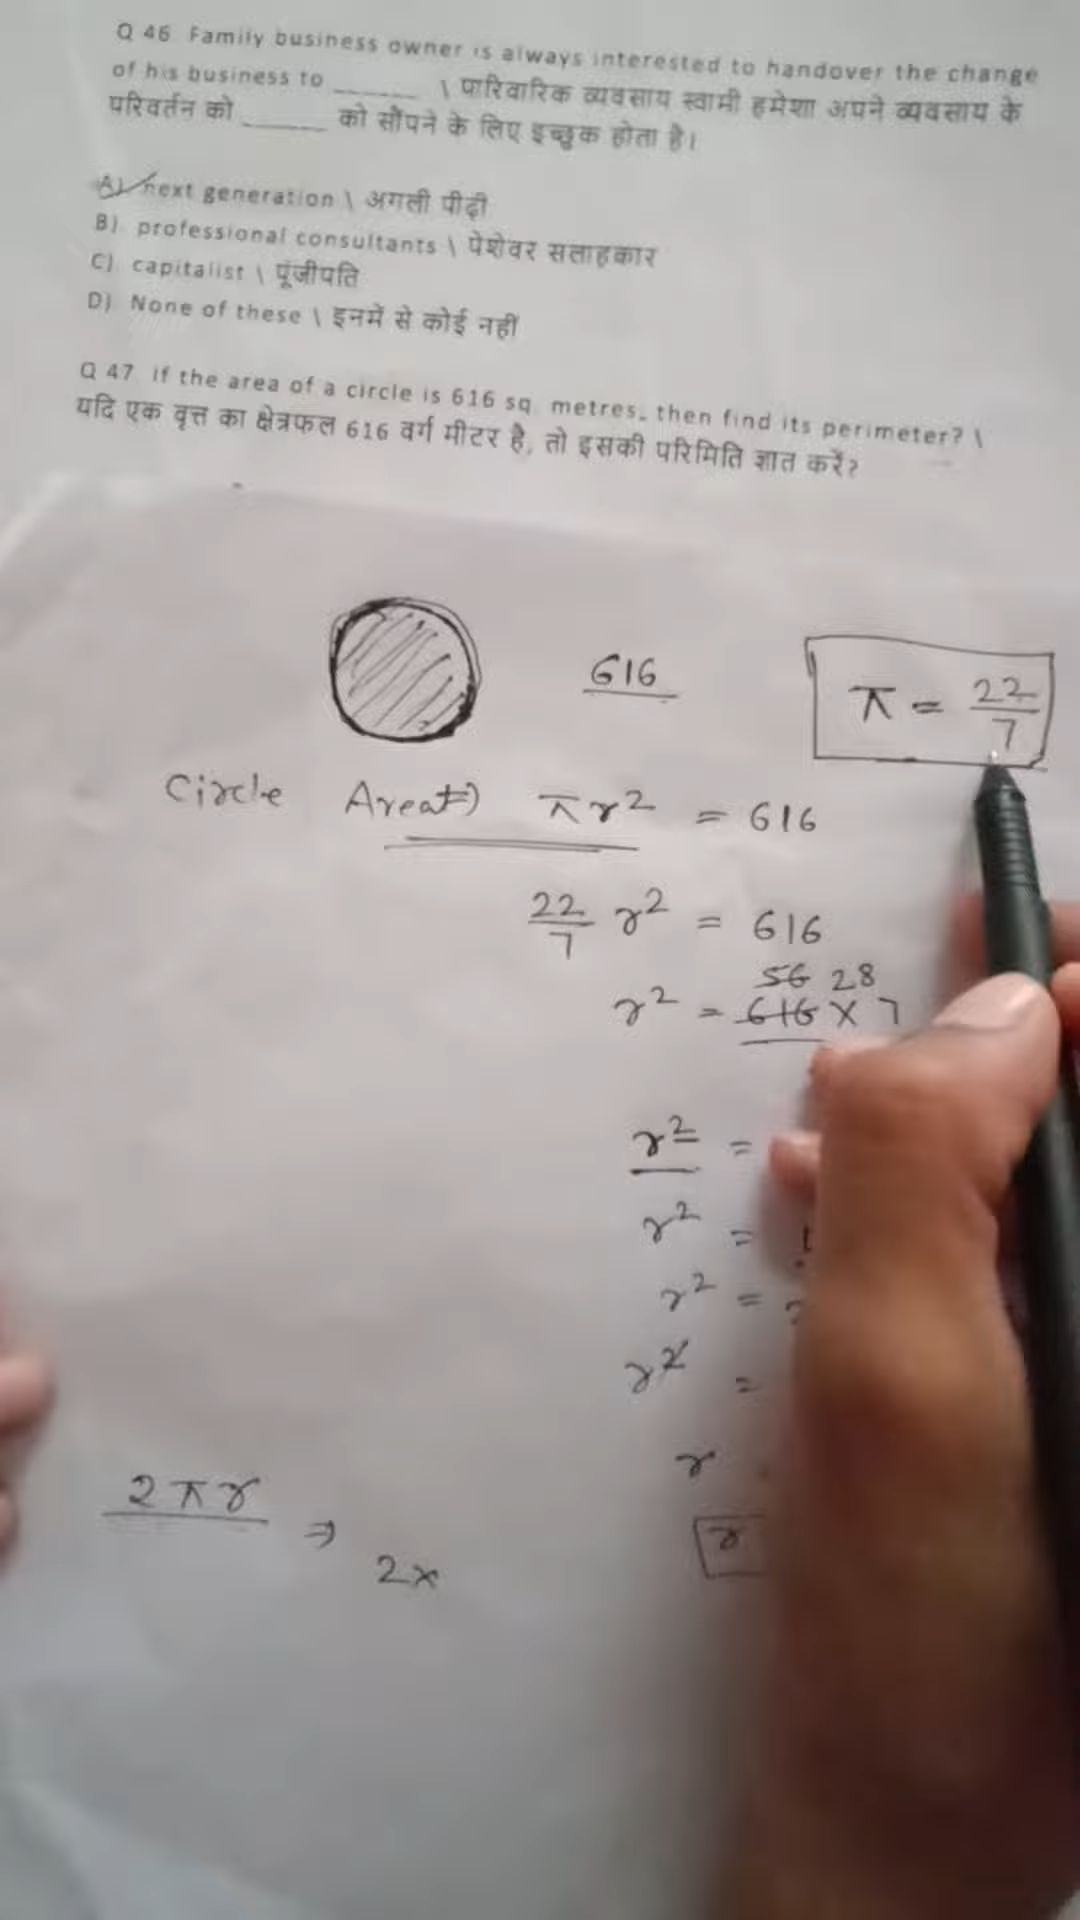 Q 46 Family business owner is always interested to handover the change
of his business to ______ \ पारिवारिक व्यवसाय स्वामी हमेशा अपने व्यवसाय के
परिवर्तन को ______ को सौंपने के लिए इच्छुक होता है।
A) next generation \ अगली पीढ़ी
B) professional consultants \ पेशेवर सलाहकार
C) capitalist \ पूंजीपति
D) None of these \ इनमें से कोई नहीं
Q 47 if the area of a circle is 616 sq. metres, then find its perimeter? \
यदि एक वृत्त का क्षेत्रफल 616 वर्ग मीटर है, तो इसकी परिमिति ज्ञात करें?
616
π = 22/7
Circle Area⇒ πr² = 616
22/7 r² = 616
56 28
r² = 616 × 7
r² =
r² =
r² =
r² =
r
r
2πr ⇒ 2×